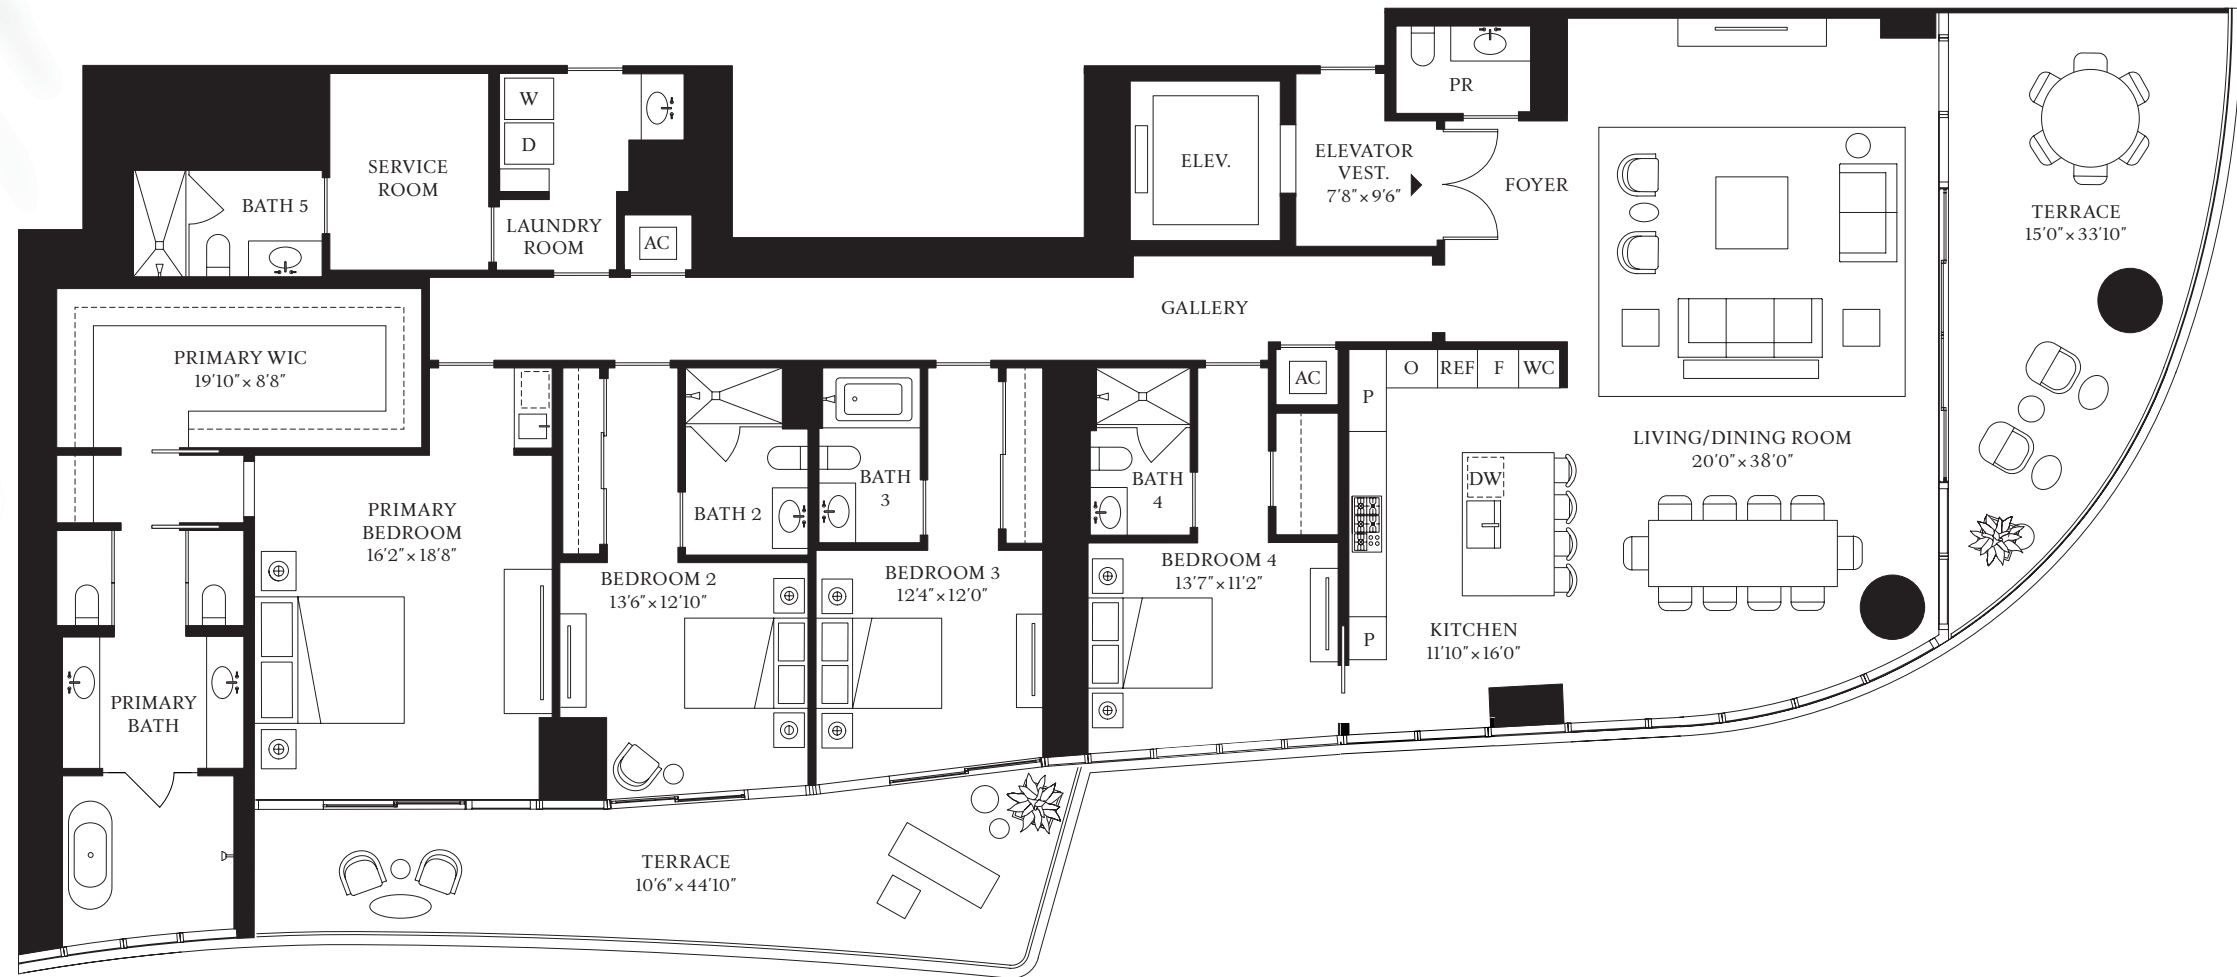 W
D
SERVICE
ROOM
BATH 5
LAUNDRY
ROOM
AC
ELEV.
ELEVATOR
VEST.
7'8"×9'6"
PR
FOYER
TERRACE
15'0"×33'10"
GALLERY
PRIMARY WIC
19'10"×8'8"
AC
P
O
REF
F
WC
LIVING/DINING ROOM
20'0"×38'0"
DW
PRIMARY
BEDROOM
16'2"×18'8"
BATH 2
BATH
3
BATH
4
BEDROOM 2
13'6"×12'10"
BEDROOM 3
12'4"×12'0"
BEDROOM 4
13'7"×11'2"
P
KITCHEN
11'10"×16'0"
PRIMARY
BATH
TERRACE
10'6"×44'10"